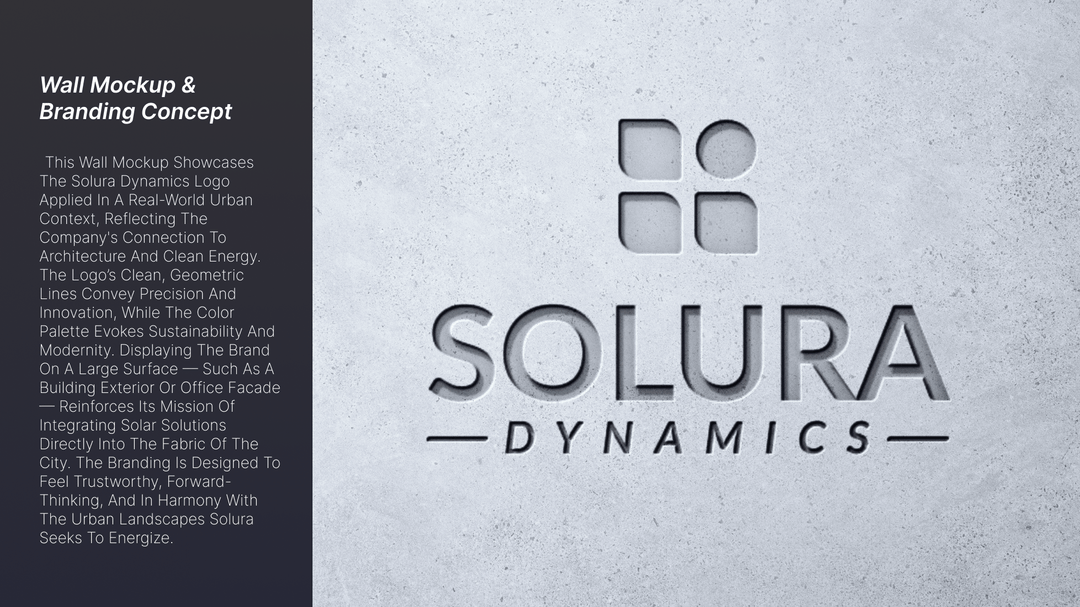 Wall Mockup &
Branding Concept
This Wall Mockup Showcases
The Solura Dynamics Logo
Applied In A Real-World Urban
Context, Reflecting The
Company's Connection To
Architecture And Clean Energy.
The Logo’s Clean, Geometric
Lines Convey Precision And
Innovation, While The Color
Palette Evokes Sustainability And
Modernity. Displaying The Brand
On A Large Surface — Such As A
Building Exterior Or Office Facade
— Reinforces Its Mission Of
Integrating Solar Solutions
Directly Into The Fabric Of The
City. The Branding Is Designed To
Feel Trustworthy, Forward-
Thinking, And In Harmony With
The Urban Landscapes Solura
Seeks To Energize.
SOLURA
DYNAMICS